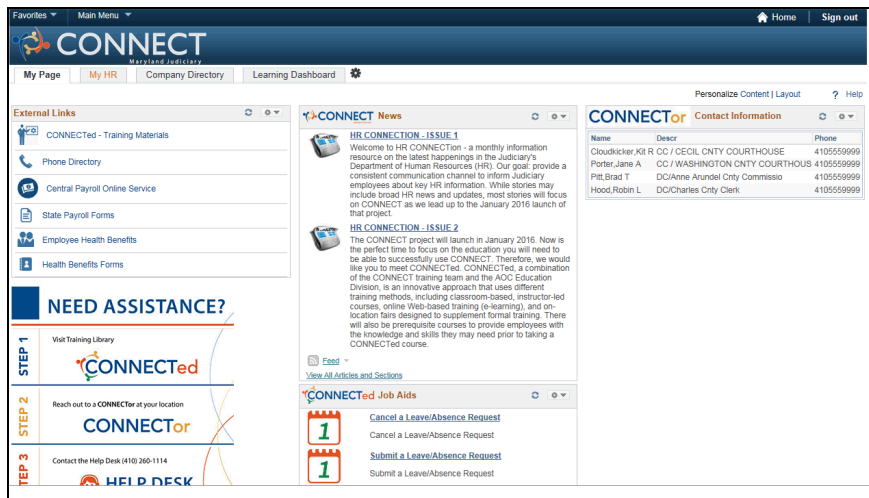 Favorites Main Menu Home Sign out
CONNECT
Maryland Judiciary
My Page My HR Company Directory Learning Dashboard
Personalize Content | Layout ? Help
External Links
CONNECTed - Training Materials
Phone Directory
Central Payroll Online Service
State Payroll Forms
Employee Health Benefits
Health Benefits Forms
NEED ASSISTANCE?
STEP 1
Visit Training Library
CONNECTed
STEP 2
Reach out to a CONNECTor at your location
CONNECTor
STEP 3
Contact the Help Desk (410) 260-1114
HELP DESK
CONNECT News
HR CONNECTION - ISSUE 1
Welcome to HR CONNECTion - a monthly information
resource on the latest happenings in the Judiciary's
Department of Human Resources (HR). Our goal: provide a
consistent communication channel to inform Judiciary
employees about key HR information. While stories may
include broad HR news and updates, most stories will focus
on CONNECT as we lead up to the January 2016 launch of
that project.
HR CONNECTION - ISSUE 2
The CONNECT project will launch in January 2016. Now is
the perfect time to focus on the education you will need to
be able to successfully use CONNECT. Therefore, we would
like you to meet CONNECTed. CONNECTed, a combination
of the CONNECT training team and the AOC Education
Division, is an innovative approach that uses different
training methods, including classroom-based, instructor-led
courses, online Web-based training (e-learning), and on-
location fairs designed to supplement formal training. There
will also be prerequisite courses to provide employees with
the knowledge and skills they may need prior to taking a
CONNECTed course.
Feed
View All Articles and Sections
CONNECTed Job Aids
1
Cancel a Leave/Absence Request
Cancel a Leave/Absence Request
1
Submit a Leave/Absence Request
Submit a Leave/Absence Request
CONNECTor Contact Information
Name Descr Phone
Cloudkicker,Kit R CC / CECIL CNTY COURTHOUSE 4105559999
Porter,Jane A CC / WASHINGTON CNTY COURTHOUS 4105559999
Pitt,Brad T DC/Anne Arundel Cnty Commissio 4105559999
Hood,Robin L DC/Charles Cnty Clerk 4105559999